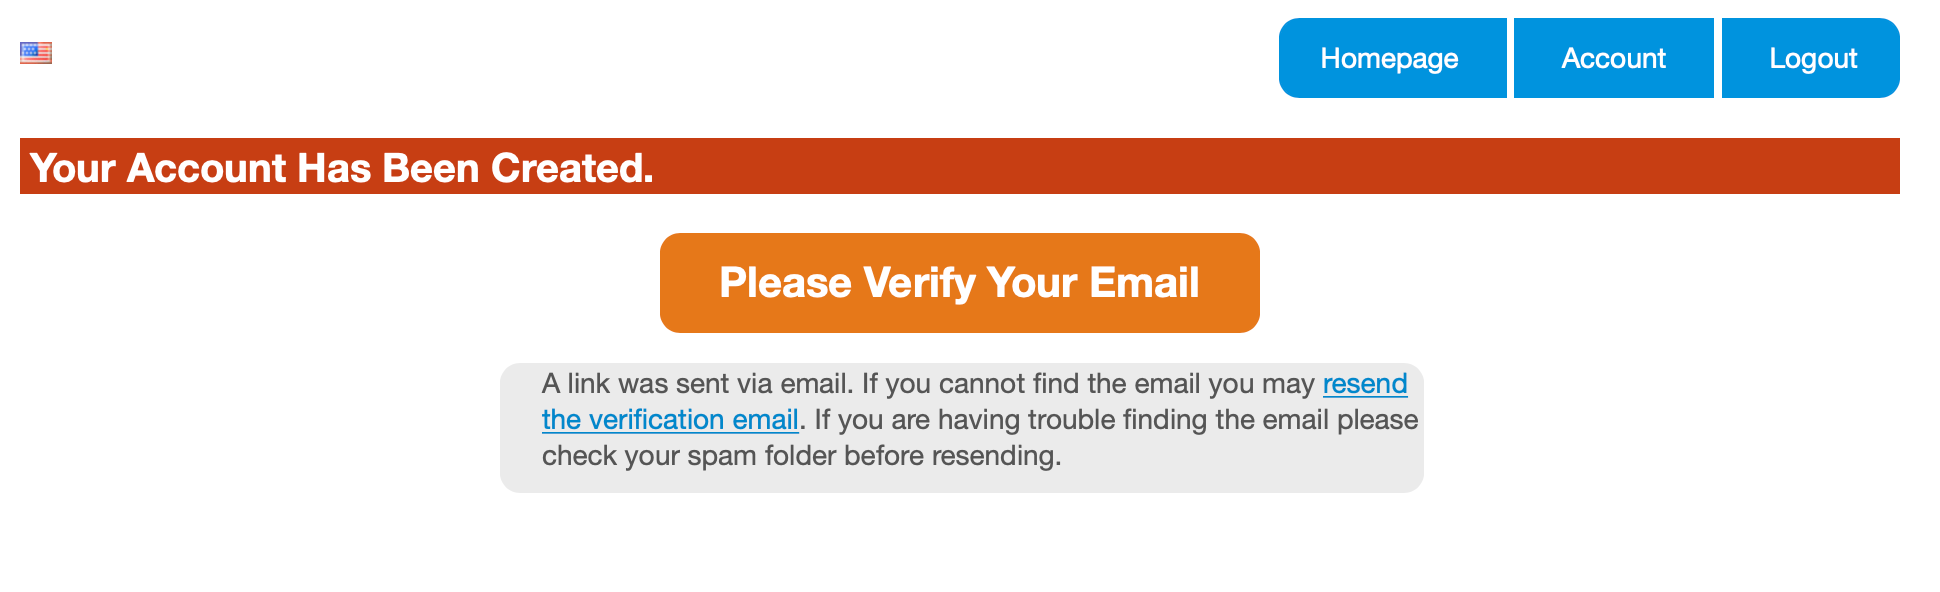 Homepage Account Logout
Your Account Has Been Created.
Please Verify Your Email
A link was sent via email. If you cannot find the email you may resend
the verification email. If you are having trouble finding the email please
check your spam folder before resending.